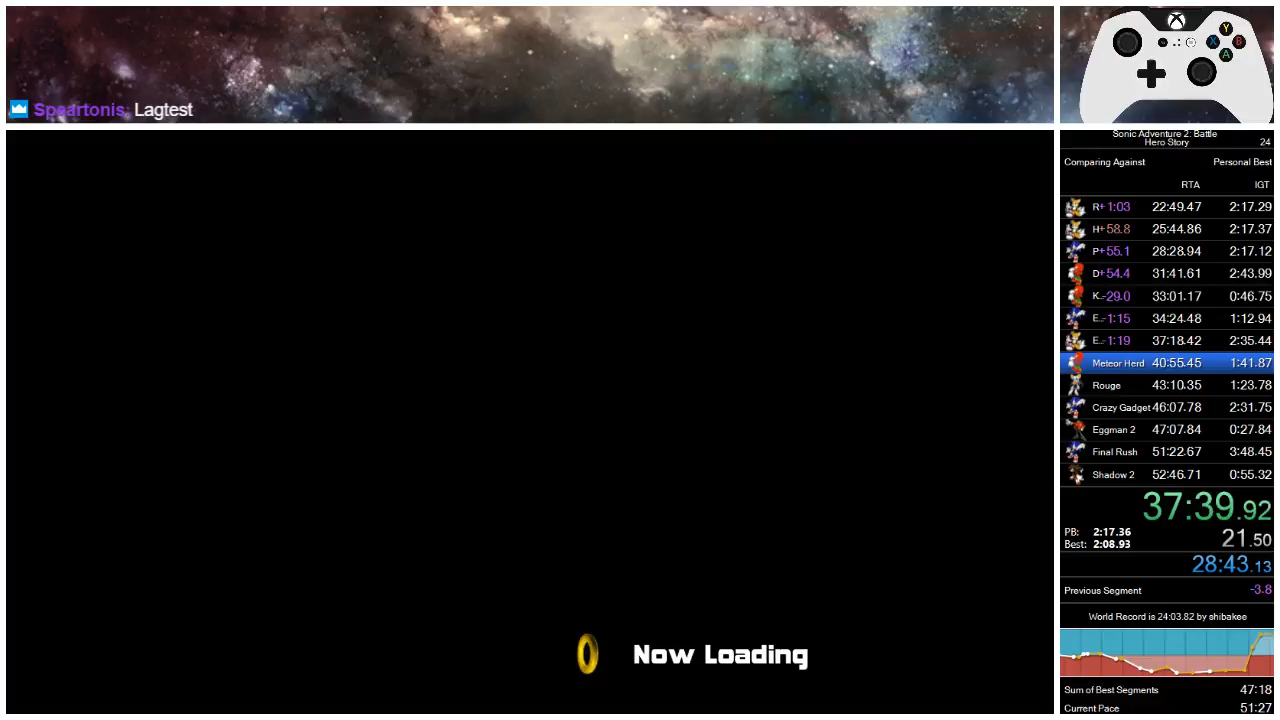 Speartonis: Lagtest
X Y B A
Sonic Adventure 2: Battle
Hero Story 24
Comparing Against Personal Best
RTA IGT
R+ 1:03 22:49.47 2:17.29
H+58.8 25:44.86 2:17.37
P+55.1 28:28.94 2:17.12
D+54.4 31:41.61 2:43.99
K..-29.0 33:01.17 0:46.75
E..-1:15 34:24.48 1:12.94
E..-1:19 37:18.42 2:35.44
Meteor Herd 40:55.45 1:41.87
Rouge 43:10.35 1:23.78
Crazy Gadget 46:07.78 2:31.75
Eggman 2 47:07.84 0:27.84
Final Rush 51:22.67 3:48.45
Shadow 2 52:46.71 0:55.32
37:39.92
PB: 2:17.36
Best: 2:08.93
21.50
28:43.13
Previous Segment -3.8
World Record is 24:03.82 by shibakee
Sum of Best Segments 47:18
Current Pace 51:27
Now Loading